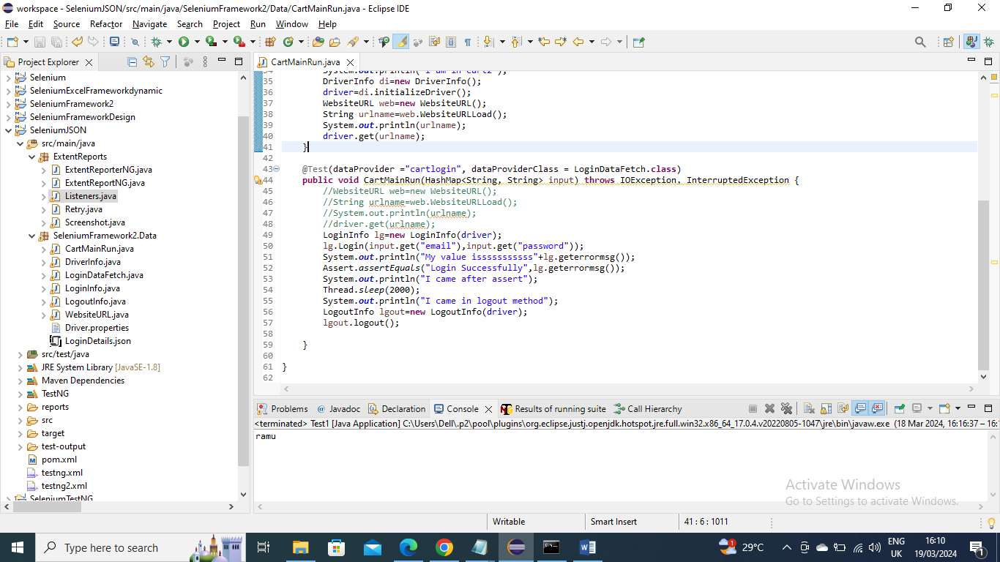 workspace - SeleniumJSON/src/main/java/SeleniumFramework2/Data/CartMainRun.java - Eclipse IDE
File Edit Source Refactor Navigate Search Project Run Window Help
Project Explorer
Selenium
SeleniumExcelFrameworkdynamic
SeleniumFramework2
SeleniumFrameworkDesign
SeleniumJSON
src/main/java
ExtentReports
ExtentReporterNG.java
ExtentReportNG.java
Listeners.java
Retry.java
Screenshot.java
SeleniumFramework2.Data
CartMainRun.java
DriverInfo.java
LoginDataFetch.java
LoginInfo.java
LogoutInfo.java
WebsiteURL.java
Driver.properties
LoginDetails.json
src/test/java
JRE System Library [JavaSE-1.8]
Maven Dependencies
TestNG
reports
src
target
test-output
pom.xml
testng.xml
testng2.xml
SeleniumTestNG
CartMainRun.java
34 System.out.println("I am in Cart2");
35 DriverInfo di=new DriverInfo();
36 driver=di.initializeDriver();
37 WebsiteURL web=new WebsiteURL();
38 String urlname=web.WebsiteURLLoad();
39 System.out.println(urlname);
40 driver.get(urlname);
41 }
42
43 @Test(dataProvider ="cartlogin", dataProviderClass = LoginDataFetch.class)
44 public void CartMainRun(HashMap<String, String> input) throws IOException, InterruptedException {
45 //WebsiteURL web=new WebsiteURL();
46 //String urlname=web.WebsiteURLLoad();
47 //System.out.println(urlname);
48 //driver.get(urlname);
49 LoginInfo lg=new LoginInfo(driver);
50 lg.Login(input.get("email"),input.get("password"));
51 System.out.println("My value isssssssssss"+lg.geterrormsg());
52 Assert.assertEquals("Login Successfully",lg.geterrormsg());
53 System.out.println("I came after assert");
54 Thread.sleep(2000);
55 System.out.println("I came in logout method");
56 LogoutInfo lgout=new LogoutInfo(driver);
57 lgout.logout();
58
59 }
60
61 }
62
Problems @ Javadoc Declaration Console Results of running suite Call Hierarchy
<terminated> Test1 [Java Application] C:\Users\Dell\.p2\pool\plugins\org.eclipse.justj.openjdk.hotspot.jre.full.win32.x86_64_17.0.4.v20220805-1047\jre\bin\javaw.exe (18 Mar 2024, 16:16:37 – 16:
ramu
Activate Windows
Go to Settings to activate Windows.
Writable Smart Insert 41 : 6 : 1011
Type here to search
1 29°C ENG UK 16:10 19/03/2024 1